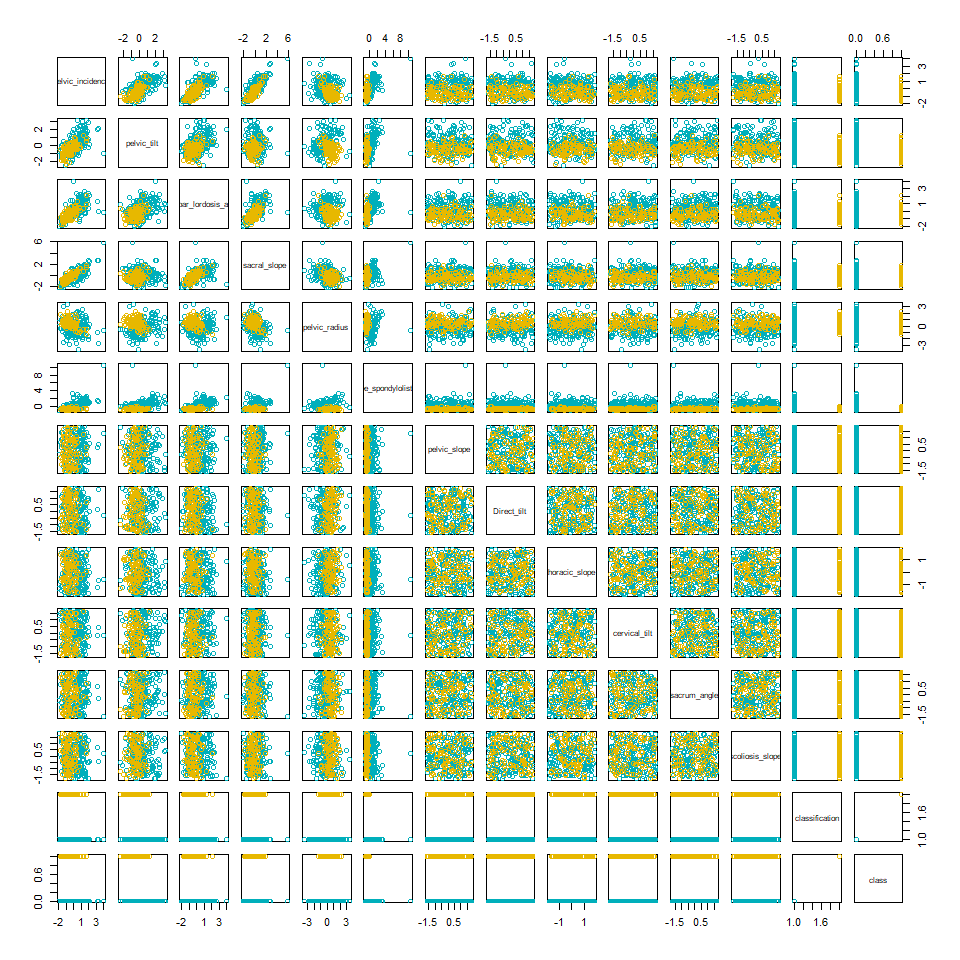 -2 0 2 -2 2 6 0 4 8 -1.5 0.5 -1.5 0.5 -1.5 0.5 0.0 0.6
elvic_incidenc -2 1 3
-2 0 2 pelvic_tilt
bar_lordosis_a -2 1 3
-2 2 6 sacral_slope
pelvic_radius -3 0 3
0 4 8 e_spondylolist
pelvic_slope -1.5 0.5
-1.5 0.5 Direct_tilt
horacic_slope -1 1
-1.5 0.5 cervical_tilt
sacrum_angle -1.5 0.5
-1.5 0.5 scoliosis_slope
classification 1.0 1.6
0.0 0.6 class
-2 1 3 -2 1 3 -3 0 3 -1.5 0.5 -1 1 -1.5 0.5 1.0 1.6